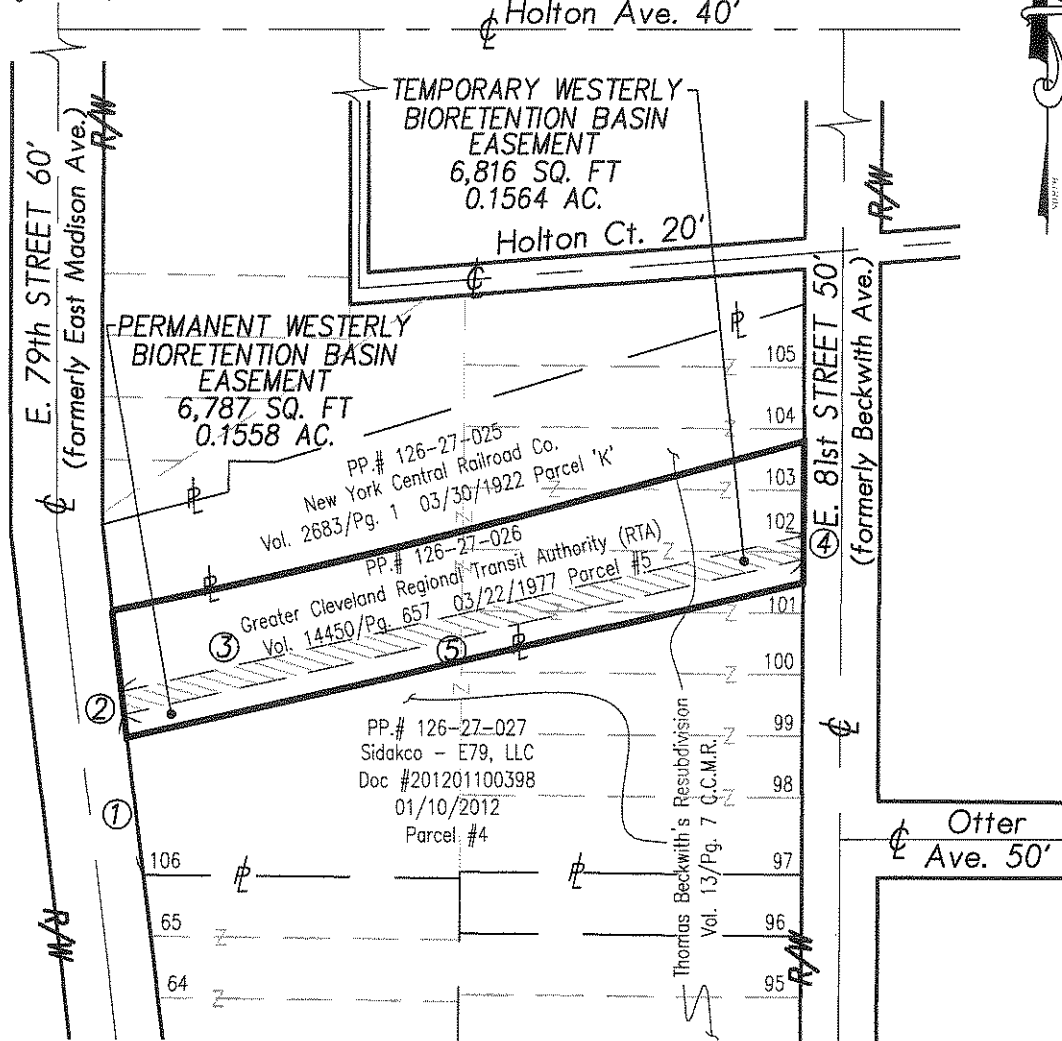 Holton Ave. 40'
TEMPORARY WESTERLY
BIORETENTION BASIN
EASEMENT
6,816 SQ. FT
0.1564 AC.
E. 79th STREET 60'
(formerly East Madison Ave.)
R/W
R/W
Holton Ct. 20'
PERMANENT WESTERLY
BIORETENTION BASIN
EASEMENT
6,787 SQ. FT
0.1558 AC.
E. 81st STREET 50'
(formerly Beckwith Ave.)
105
104
103
102
101
100
99
98
97
96
95
PP.# 126-27-025
New York Central Railroad Co.
Vol. 2683/Pg. 1 03/30/1922 Parcel 'K'
PP.# 126-27-026
Greater Cleveland Regional Transit Authority (RTA)
Vol. 14450/Pg. 657 03/22/1977 Parcel #5
3
4
5
2
1
PP.# 126-27-027
Sidakco - E79, LLC
Doc #201201100398
01/10/2012
Parcel #4
Thomas Beckwith's Resubdivision
Vol. 13/Pg. 7 C.C.M.R.
Otter
Ave. 50'
106
65
64
R/W
R/W
NORTH